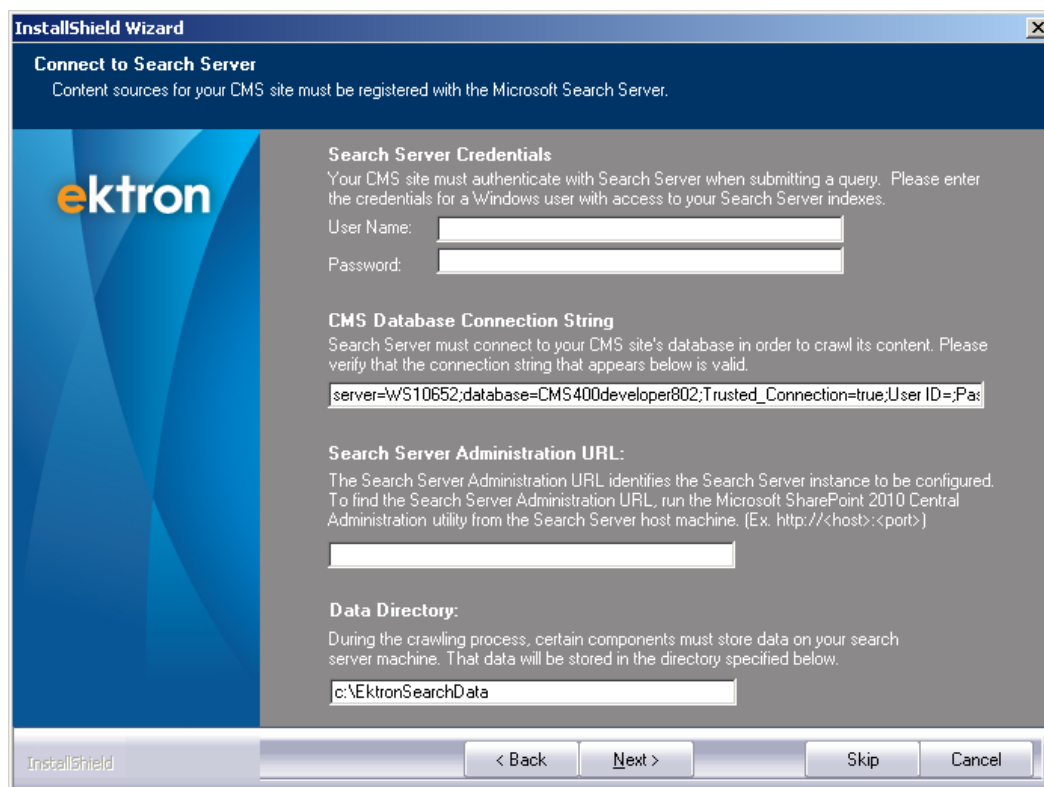 InstallShield Wizard
Connect to Search Server
Content sources for your CMS site must be registered with the Microsoft Search Server.
ektron
Search Server Credentials
Your CMS site must authenticate with Search Server when submitting a query. Please enter
the credentials for a Windows user with access to your Search Server indexes.
User Name:
Password:
CMS Database Connection String
Search Server must connect to your CMS site's database in order to crawl its content. Please
verify that the connection string that appears below is valid.
server=WS10652;database=CMS400developer802;Trusted_Connection=true;User ID=;Pas
Search Server Administration URL:
The Search Server Administration URL identifies the Search Server instance to be configured.
To find the Search Server Administration URL, run the Microsoft SharePoint 2010 Central
Administration utility from the Search Server host machine. (Ex. http://<host>:<port>)
Data Directory:
During the crawling process, certain components must store data on your search
server machine. That data will be stored in the directory specified below.
c:\EktronSearchData
InstallShield
< Back
Next >
Skip
Cancel